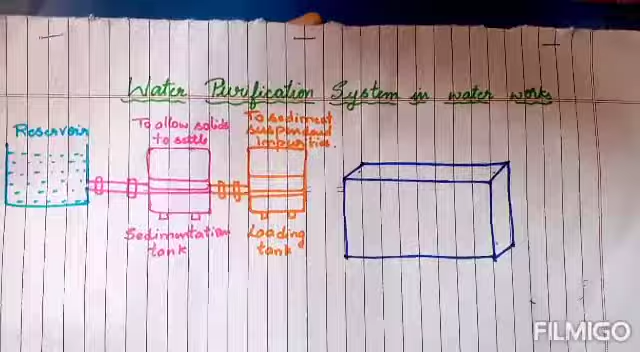 Water Purification System in water works
Reservoir
To allow solids
to settle
To sediment
suspended
impurities.
Sedimentation
tank
Loading
tank
FILMIGO